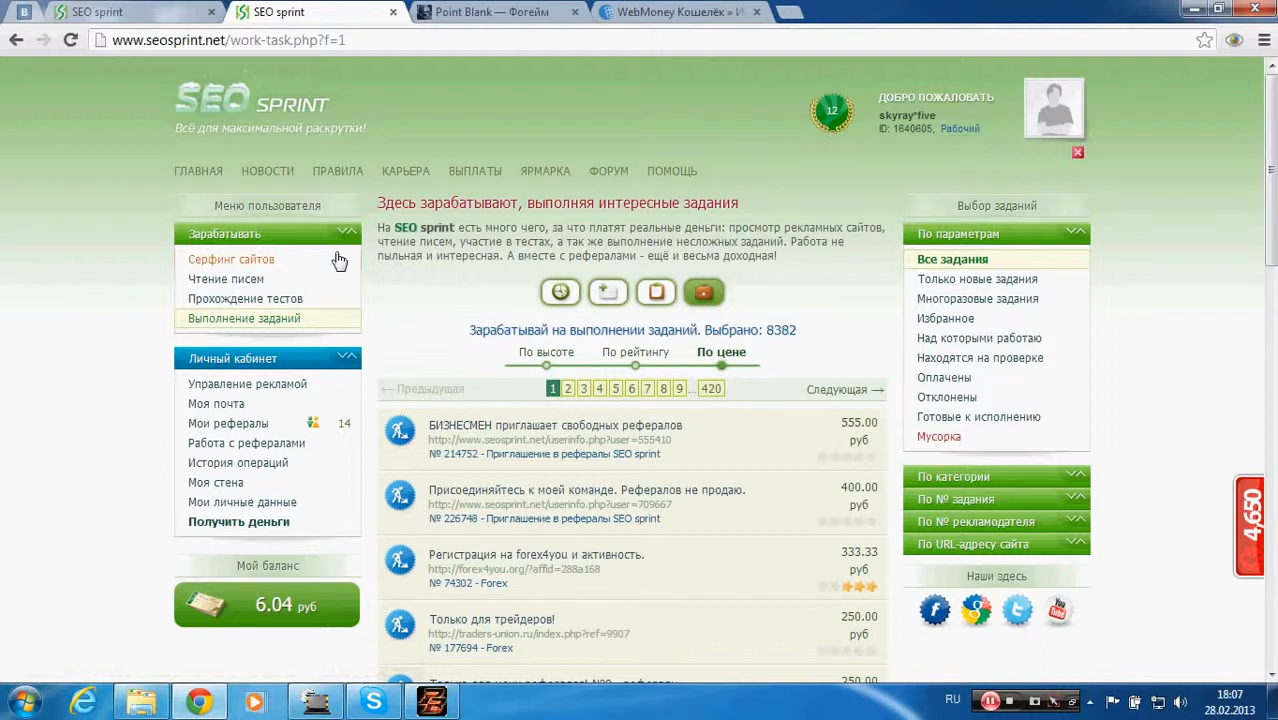 SEO sprint
SEO sprint
Point Blank — Фогейм
WebMoney Кошелёк » И
www.seosprint.net/work-task.php?f=1
SEO SPRINT
Всё для максимальной раскрутки!
12
ДОБРО ПОЖАЛОВАТЬ
skyray*five
ID: 1640605, Рабочий
ГЛАВНАЯ НОВОСТИ ПРАВИЛА КАРЬЕРА ВЫПЛАТЫ ЯРМАРКА ФОРУМ ПОМОЩЬ
Меню пользователя
Зарабатывать
Серфинг сайтов
Чтение писем
Прохождение тестов
Выполнение заданий
Личный кабинет
Управление рекламой
Моя почта
Мои рефералы 14
Работа с рефералами
История операций
Моя стена
Мои личные данные
Получить деньги
Мой баланс
6.04 руб
Здесь зарабатывают, выполняя интересные задания
На SEO sprint есть много чего, за что платят реальные деньги: просмотр рекламных сайтов,
чтение писем, участие в тестах, а так же выполнение несложных заданий. Работа не
пыльная и интересная. А вместе с рефералами - ещё и весьма доходная!
Зарабатывай на выполнении заданий. Выбрано: 8382
По высоте По рейтингу По цене
← Предыдущая 1 2 3 4 5 6 7 8 9 ... 420 Следующая →
БИЗНЕСМЕН приглашает свободных рефералов
http://www.seosprint.net/userinfo.php?user=555410
№ 214752 - Приглашение в рефералы SEO sprint
555.00
руб
Присоединяйтесь к моей команде. Рефералов не продаю.
http://www.seosprint.net/userinfo.php?user=709667
№ 226748 - Приглашение в рефералы SEO sprint
400.00
руб
Регистрация на forex4you и активность.
http://forex4you.org/?affid=288a168
№ 74302 - Forex
333.33
руб
Только для трейдеров!
http://traders-union.ru/index.php?ref=9907
№ 177694 - Forex
250.00
руб
250.00
Выбор заданий
По параметрам
Все задания
Только новые задания
Многоразовые задания
Избранное
Над которыми работаю
Находятся на проверке
Оплачены
Отклонены
Готовые к исполнению
Мусорка
По категории
По № задания
По № рекламодателя
По URL-адресу сайта
Наши здесь
You Tube
4,650
RU
18:07
28.02.2013